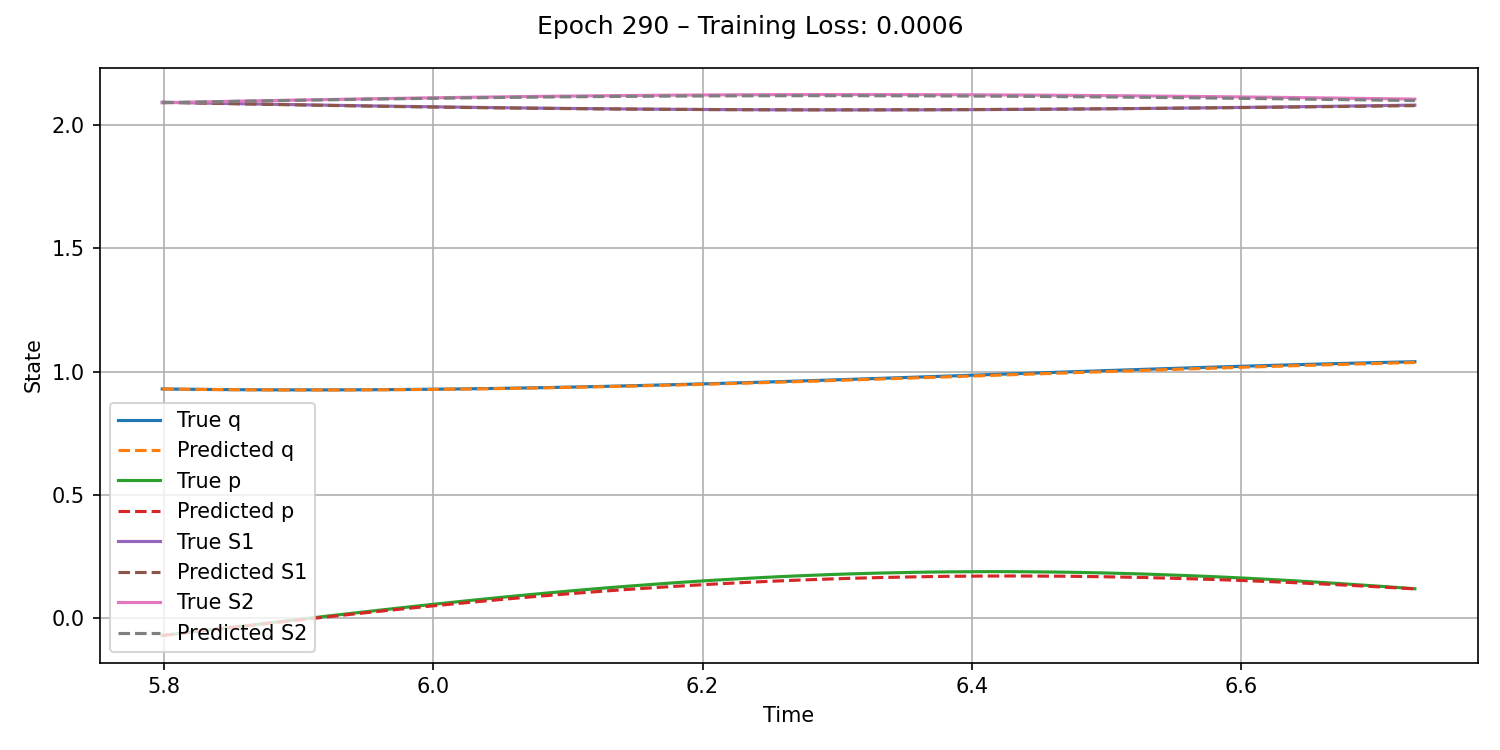 Epoch 290 – Training Loss: 0.0006
2.0
1.5
1.0
0.5
0.0
State
True q
Predicted q
True p
Predicted p
True S1
Predicted S1
True S2
Predicted S2
5.8 6.0 6.2 6.4 6.6
Time